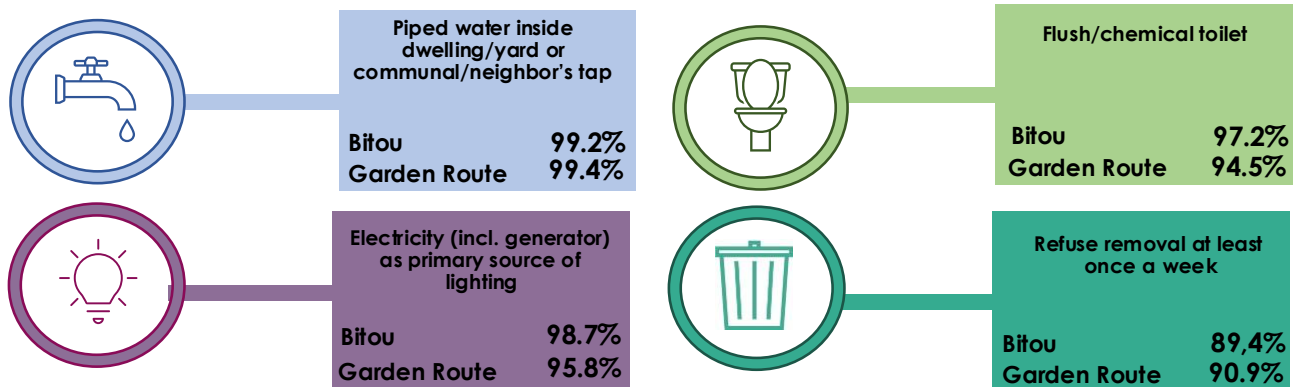 Piped water inside
dwelling/yard or
communal/neighbor's tap
Bitou 99.2%
Garden Route 99.4%
Flush/chemical toilet
Bitou 97.2%
Garden Route 94.5%
Electricity (incl. generator)
as primary source of
lighting
Bitou 98.7%
Garden Route 95.8%
Refuse removal at least
once a week
Bitou 89,4%
Garden Route 90.9%